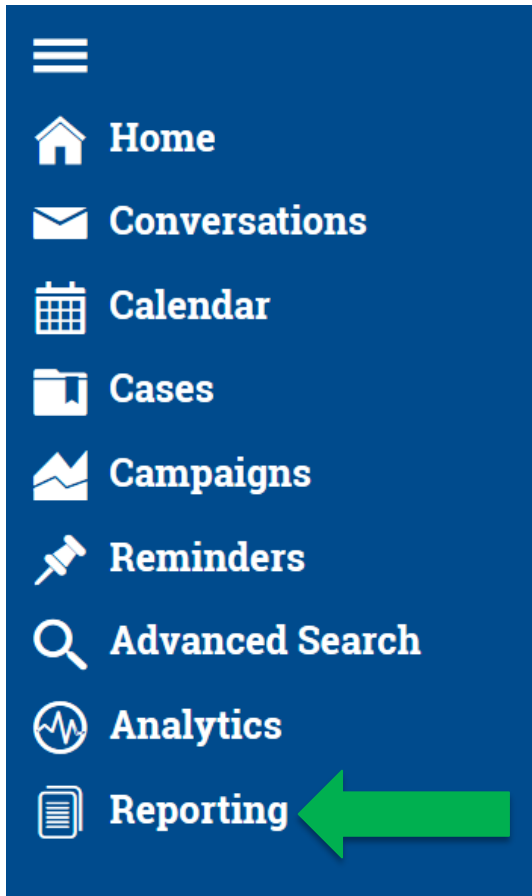 Home
Conversations
Calendar
Cases
Campaigns
Reminders
Advanced Search
Analytics
Reporting